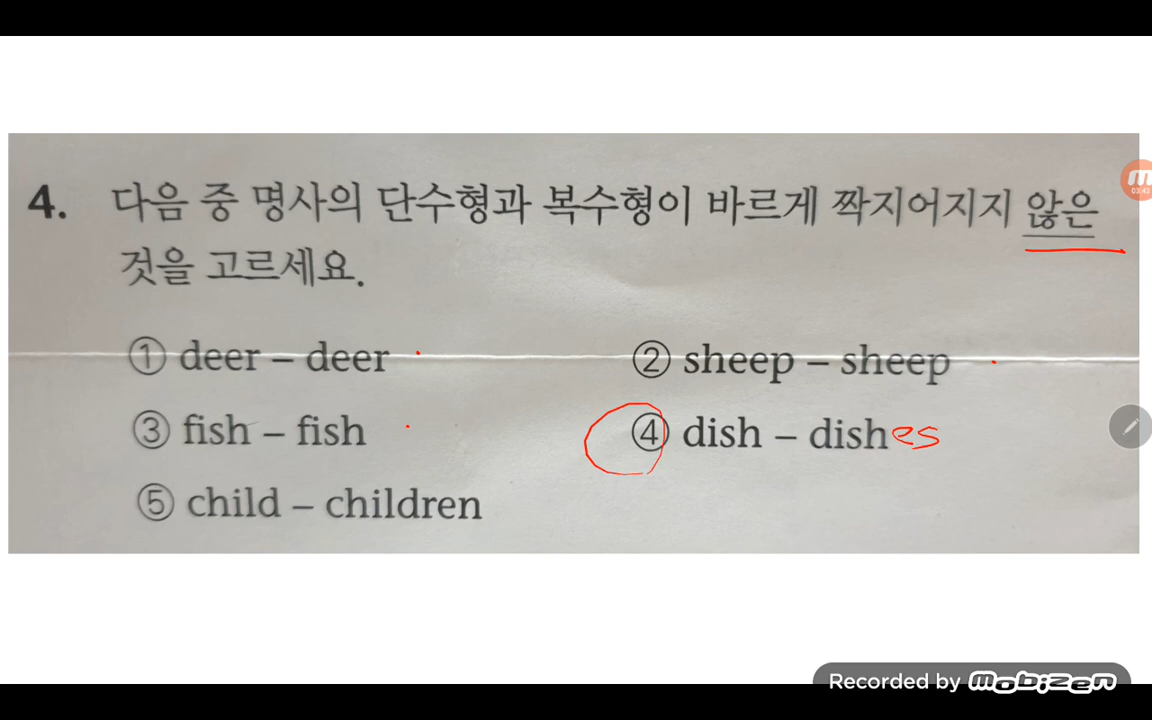 4. 다음 중 명사의 단수형과 복수형이 바르게 짝지어지지 않은
것을 고르세요.
① deer – deer ② sheep – sheep
③ fish – fish ④ dish – dishes
⑤ child – children
03:43
Recorded by mobizen